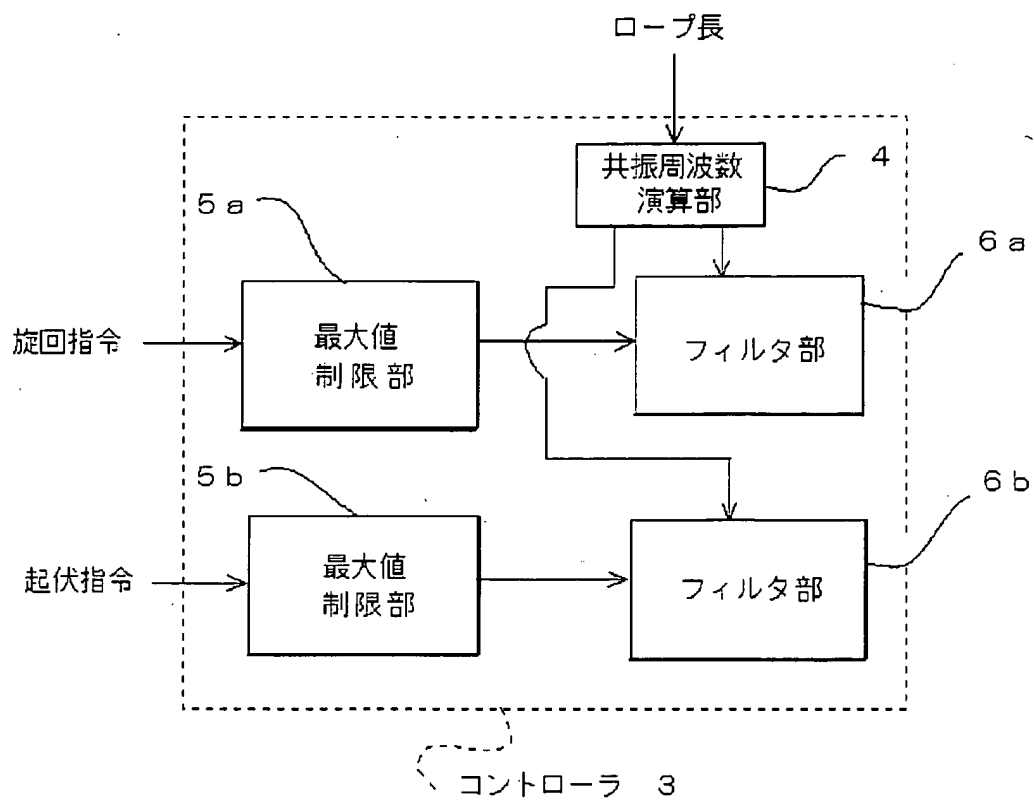 ロープ長
共振周波数
演算部
4
5a
6a
旋回指令
最大値
制限部
フィルタ部
5b
6b
起伏指令
最大値
制限部
フィルタ部
コントローラ 3